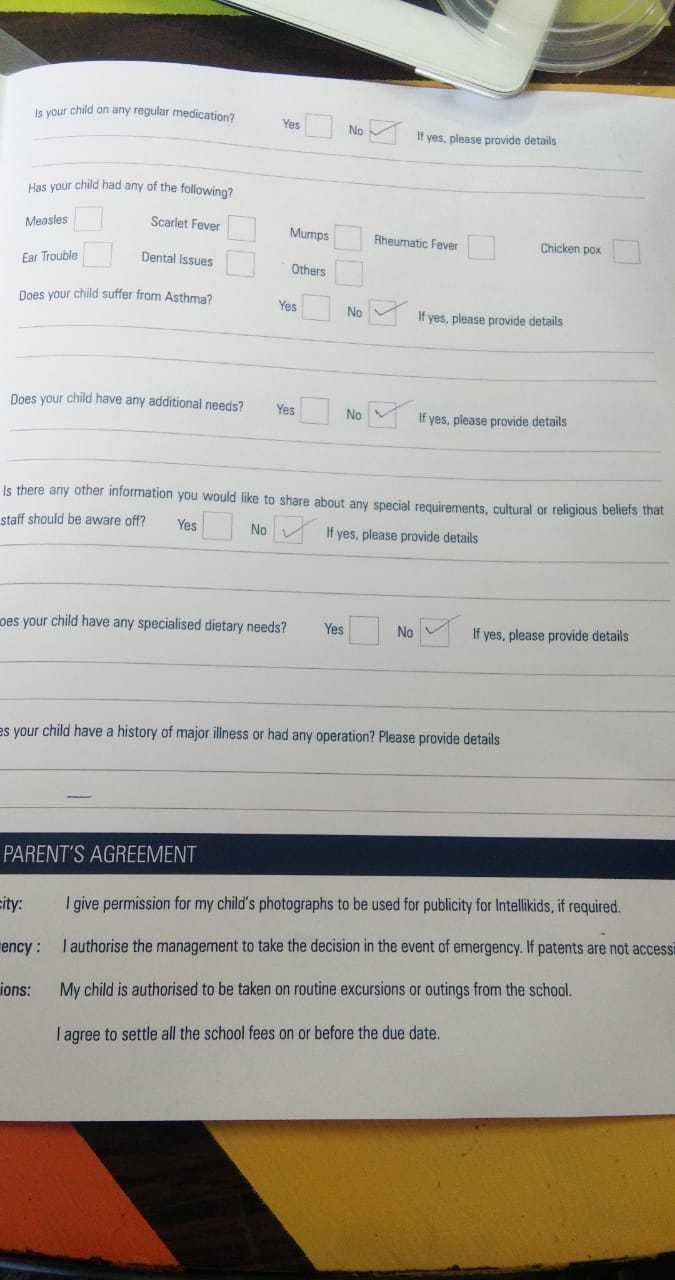 Is your child on any regular medication? Yes No ✓ If yes, please provide details
Has your child had any of the following?
Measles Scarlet Fever Mumps Rheumatic Fever Chicken pox
Ear Trouble Dental Issues Others
Does your child suffer from Asthma? Yes No ✓ If yes, please provide details
Does your child have any additional needs? Yes No ✓ If yes, please provide details
Is there any other information you would like to share about any special requirements, cultural or religious beliefs that
staff should be aware off? Yes No ✓ If yes, please provide details
oes your child have any specialised dietary needs? Yes No ✓ If yes, please provide details
es your child have a history of major illness or had any operation? Please provide details
—
PARENT'S AGREEMENT
city: I give permission for my child's photographs to be used for publicity for Intellikids, if required.
ency : I authorise the management to take the decision in the event of emergency. If patents are not accessi
ions: My child is authorised to be taken on routine excursions or outings from the school.
I agree to settle all the school fees on or before the due date.